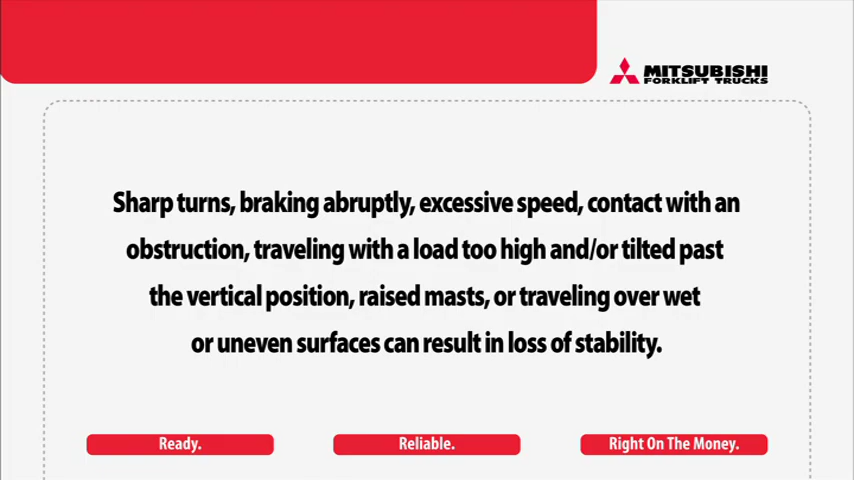 MITSUBISHI
FORKLIFT TRUCKS
Sharp turns, braking abruptly, excessive speed, contact with an
obstruction, traveling with a load too high and/or tilted past
the vertical position, raised masts, or traveling over wet
or uneven surfaces can result in loss of stability.
Ready.
Reliable.
Right On The Money.